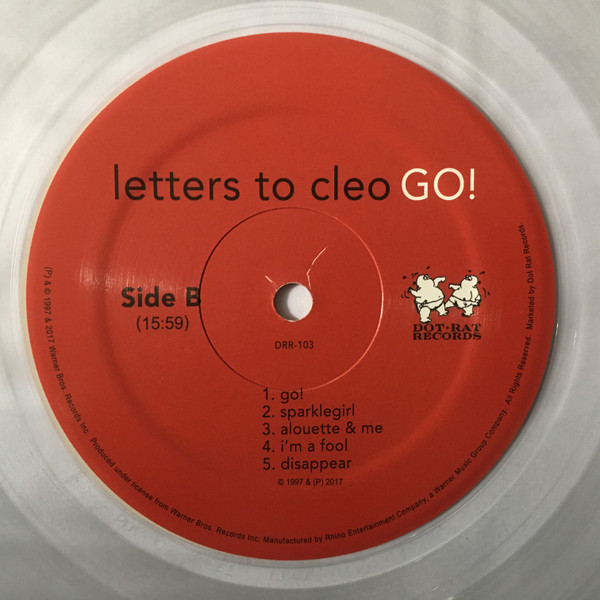 letters to cleo GO!
Side B
(15:59)
DRR-103
DOT•RAT
RECORDS
1. go!
2. sparklegirl
3. alouette & me
4. i'm a fool
5. disappear
© 1997 & (P) 2017
(P) & © 1997 & 2017 Warner Bros. Records Inc. Produced under license from Warner Bros. Records Inc. Manufactured by Rhino Entertainment Company, a Warner Music Group Company. All Rights Reserved. Marketed by Dot Rat Records.